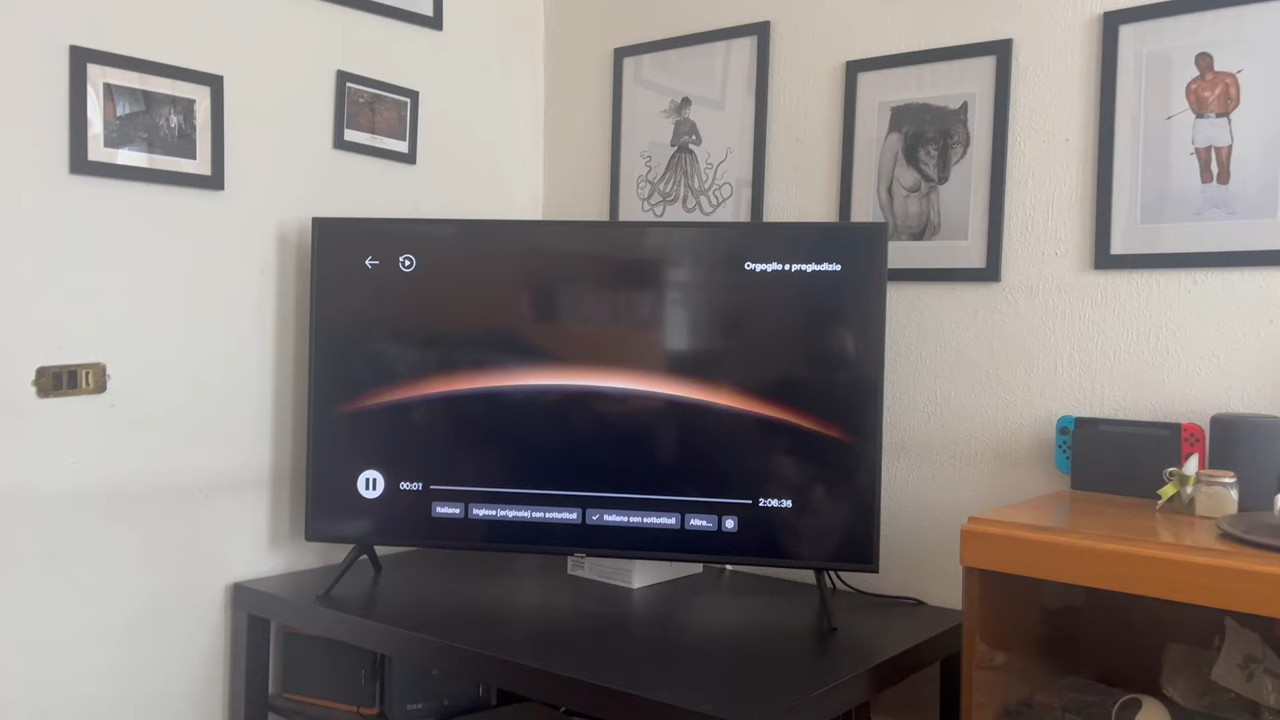 Orgoglio e pregiudizio
00:01
2:06:35
Italiano
Inglese [originale] con sottotitoli
Italiano con sottotitoli
Altro...